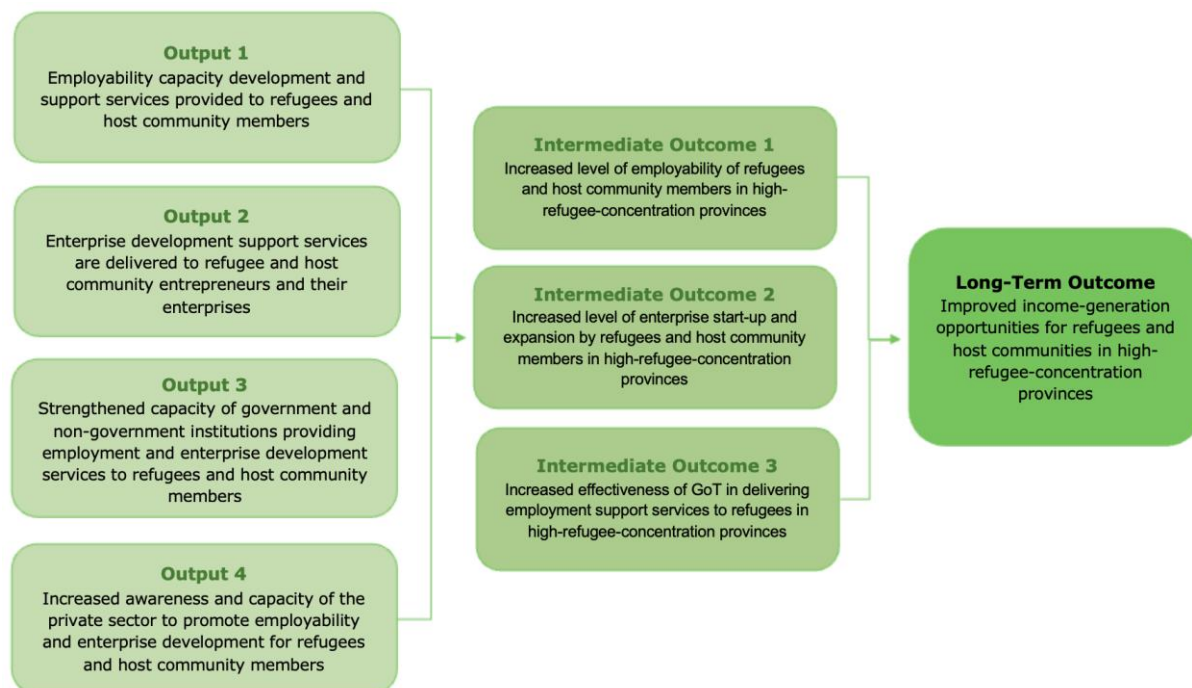 Output 1
Employability capacity development and
support services provided to refugees and
host community members
Output 2
Enterprise development support services
are delivered to refugee and host
community entrepreneurs and their
enterprises
Output 3
Strengthened capacity of government and
non-government institutions providing
employment and enterprise development
services to refugees and host community
members
Output 4
Increased awareness and capacity of the
private sector to promote employability
and enterprise development for refugees
and host community members
Intermediate Outcome 1
Increased level of employability of refugees
and host community members in high-
refugee-concentration provinces
Intermediate Outcome 2
Increased level of enterprise start-up and
expansion by refugees and host community
members in high-refugee-concentration
provinces
Intermediate Outcome 3
Increased effectiveness of GoT in delivering
employment support services to refugees in
high-refugee-concentration provinces
Long-Term Outcome
Improved income-generation
opportunities for refugees and
host communities in high-
refugee-concentration
provinces